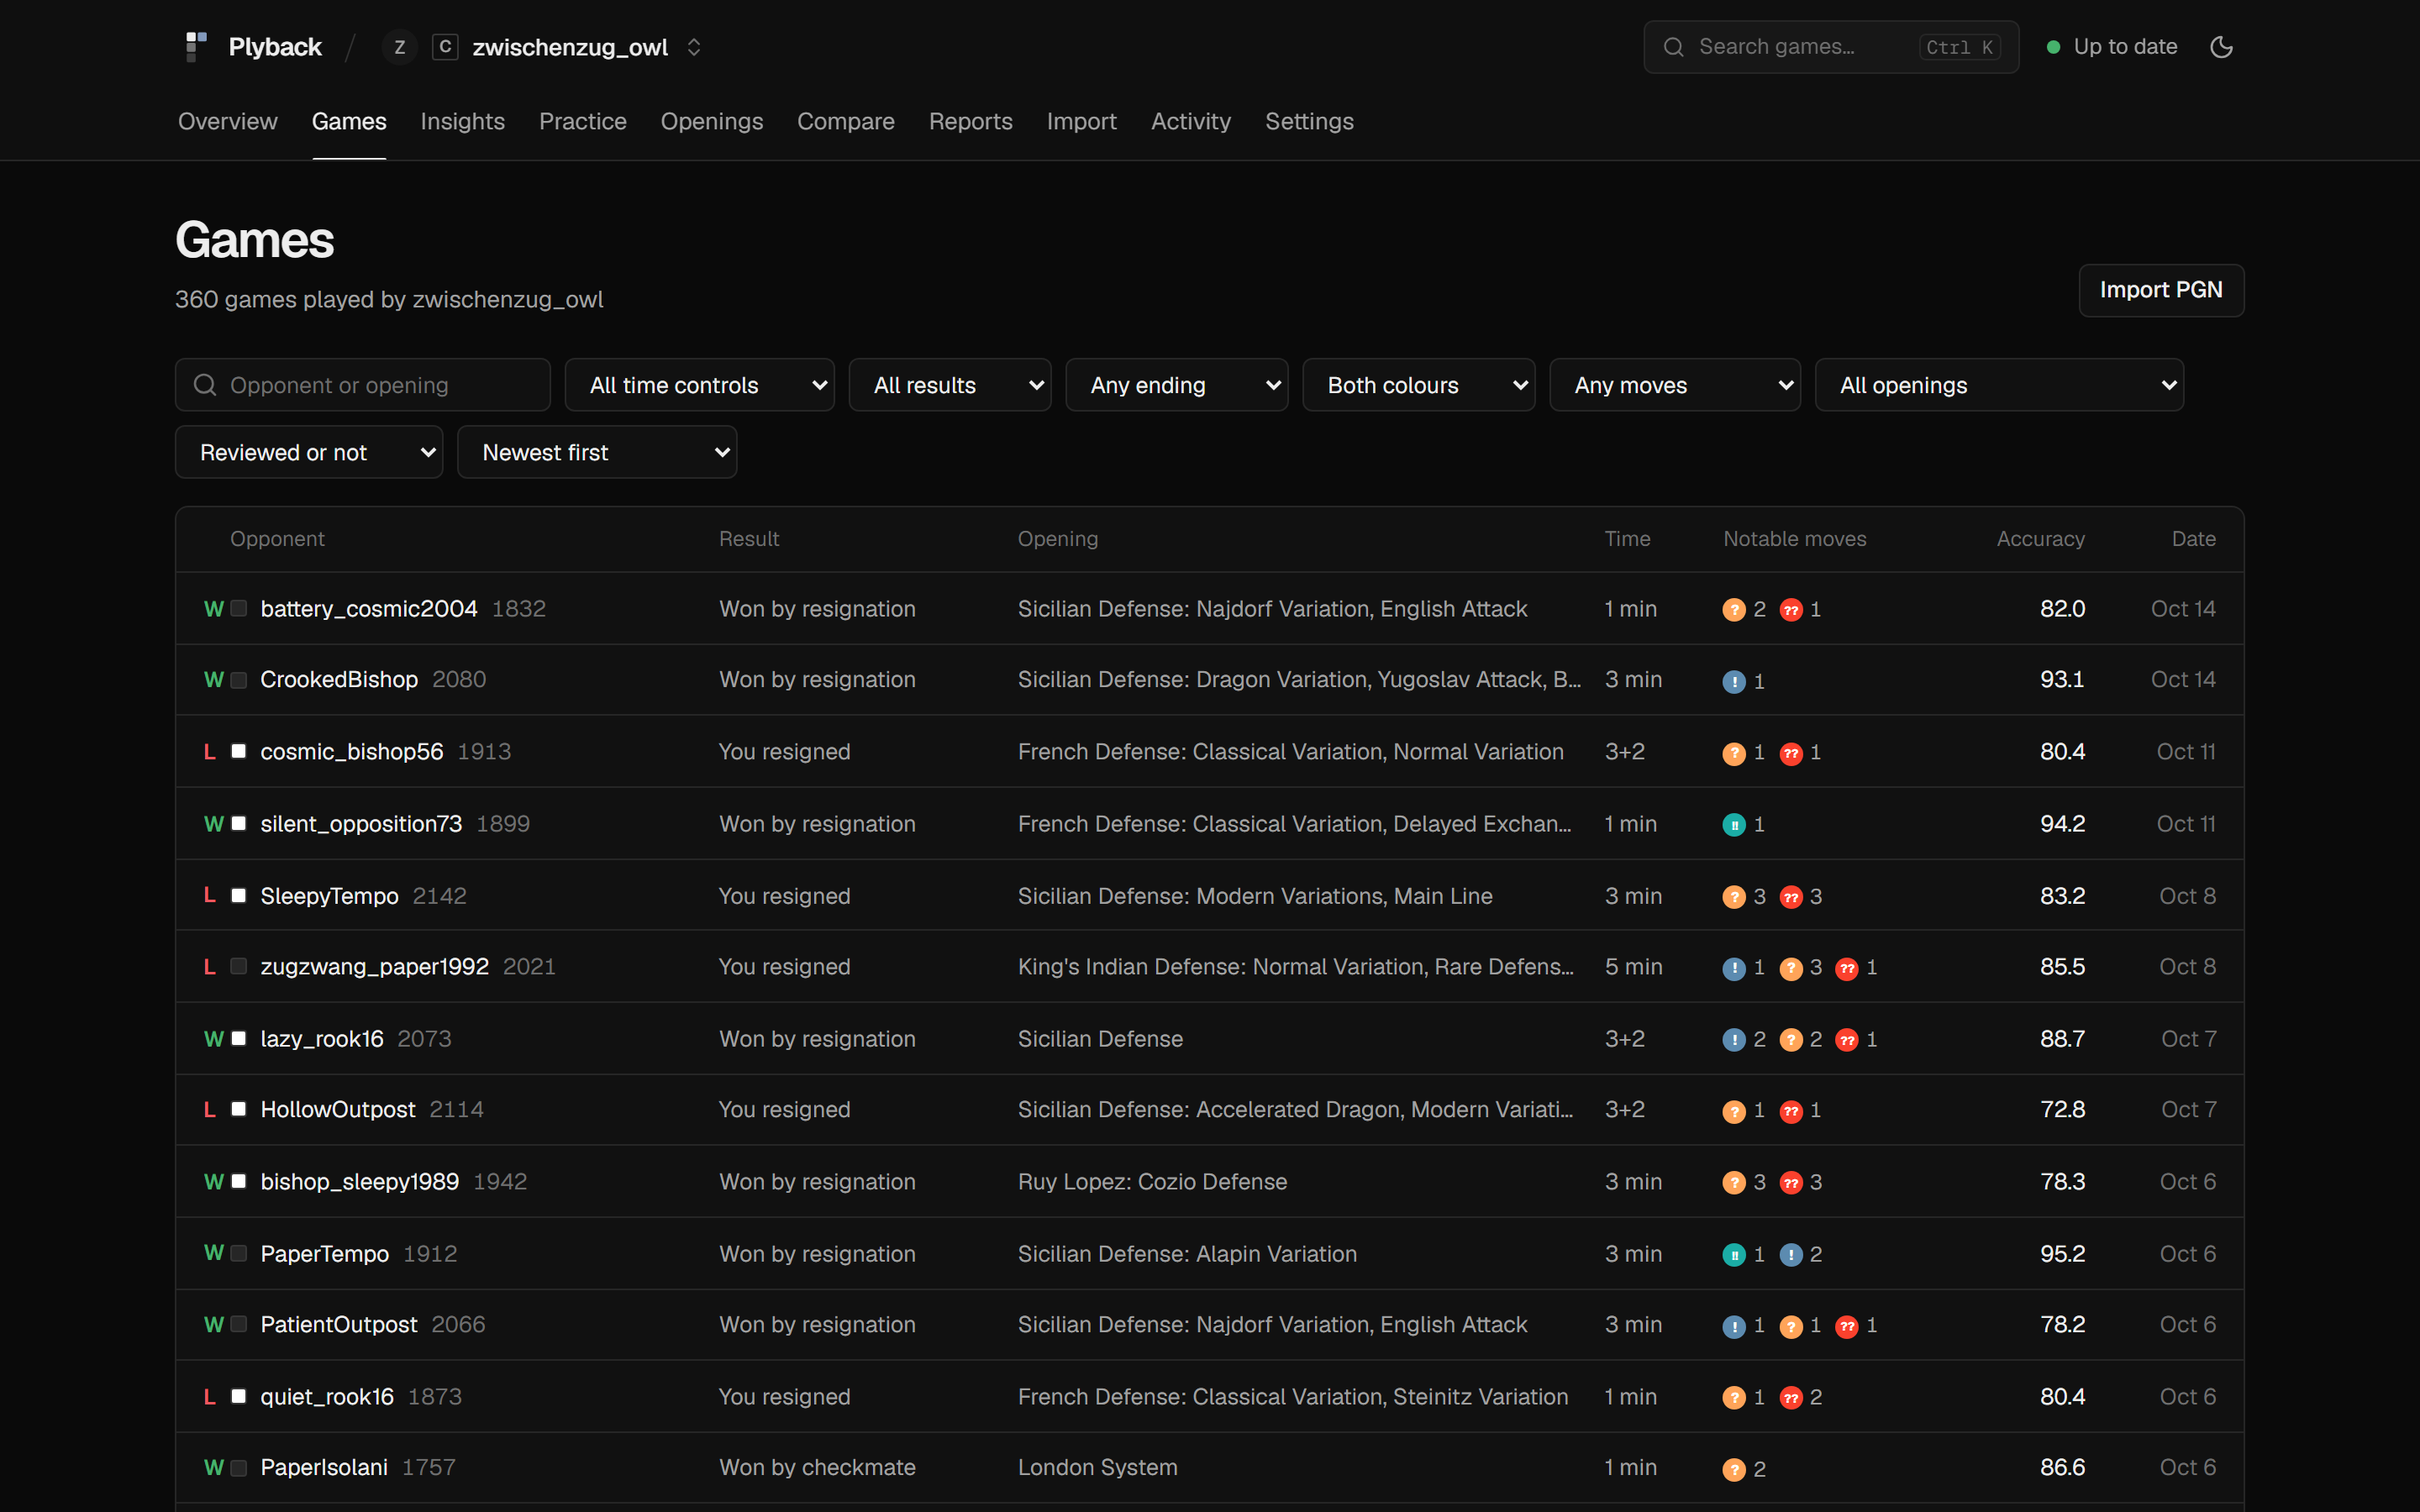 Plyback / Z C zwischenzug_owl Search games… Ctrl K Up to date
Overview Games Insights Practice Openings Compare Reports Import Activity Settings
Games
360 games played by zwischenzug_owl
Import PGN
Opponent or opening All time controls All results Any ending Both colours Any moves All openings
Reviewed or not Newest first
Opponent Result Opening Time Notable moves Accuracy Date
W battery_cosmic2004 1832 Won by resignation Sicilian Defense: Najdorf Variation, English Attack 1 min ? 2 ?? 1 82.0 Oct 14
W CrookedBishop 2080 Won by resignation Sicilian Defense: Dragon Variation, Yugoslav Attack, B… 3 min ! 1 93.1 Oct 14
L cosmic_bishop56 1913 You resigned French Defense: Classical Variation, Normal Variation 3+2 ? 1 ?? 1 80.4 Oct 11
W silent_opposition73 1899 Won by resignation French Defense: Classical Variation, Delayed Exchan… 1 min !! 1 94.2 Oct 11
L SleepyTempo 2142 You resigned Sicilian Defense: Modern Variations, Main Line 3 min ? 3 ?? 3 83.2 Oct 8
L zugzwang_paper1992 2021 You resigned King's Indian Defense: Normal Variation, Rare Defens… 5 min ! 1 ? 3 ?? 1 85.5 Oct 8
W lazy_rook16 2073 Won by resignation Sicilian Defense 3+2 ! 2 ? 2 ?? 1 88.7 Oct 7
L HollowOutpost 2114 You resigned Sicilian Defense: Accelerated Dragon, Modern Variati… 3+2 ? 1 ?? 1 72.8 Oct 7
W bishop_sleepy1989 1942 Won by resignation Ruy Lopez: Cozio Defense 3 min ? 3 ?? 3 78.3 Oct 6
W PaperTempo 1912 Won by resignation Sicilian Defense: Alapin Variation 3 min !! 1 ! 2 95.2 Oct 6
W PatientOutpost 2066 Won by resignation Sicilian Defense: Najdorf Variation, English Attack 3 min ! 1 ? 1 ?? 1 78.2 Oct 6
L quiet_rook16 1873 You resigned French Defense: Classical Variation, Steinitz Variation 1 min ? 1 ?? 2 80.4 Oct 6
W PaperIsolani 1757 Won by checkmate London System 1 min ? 2 86.6 Oct 6